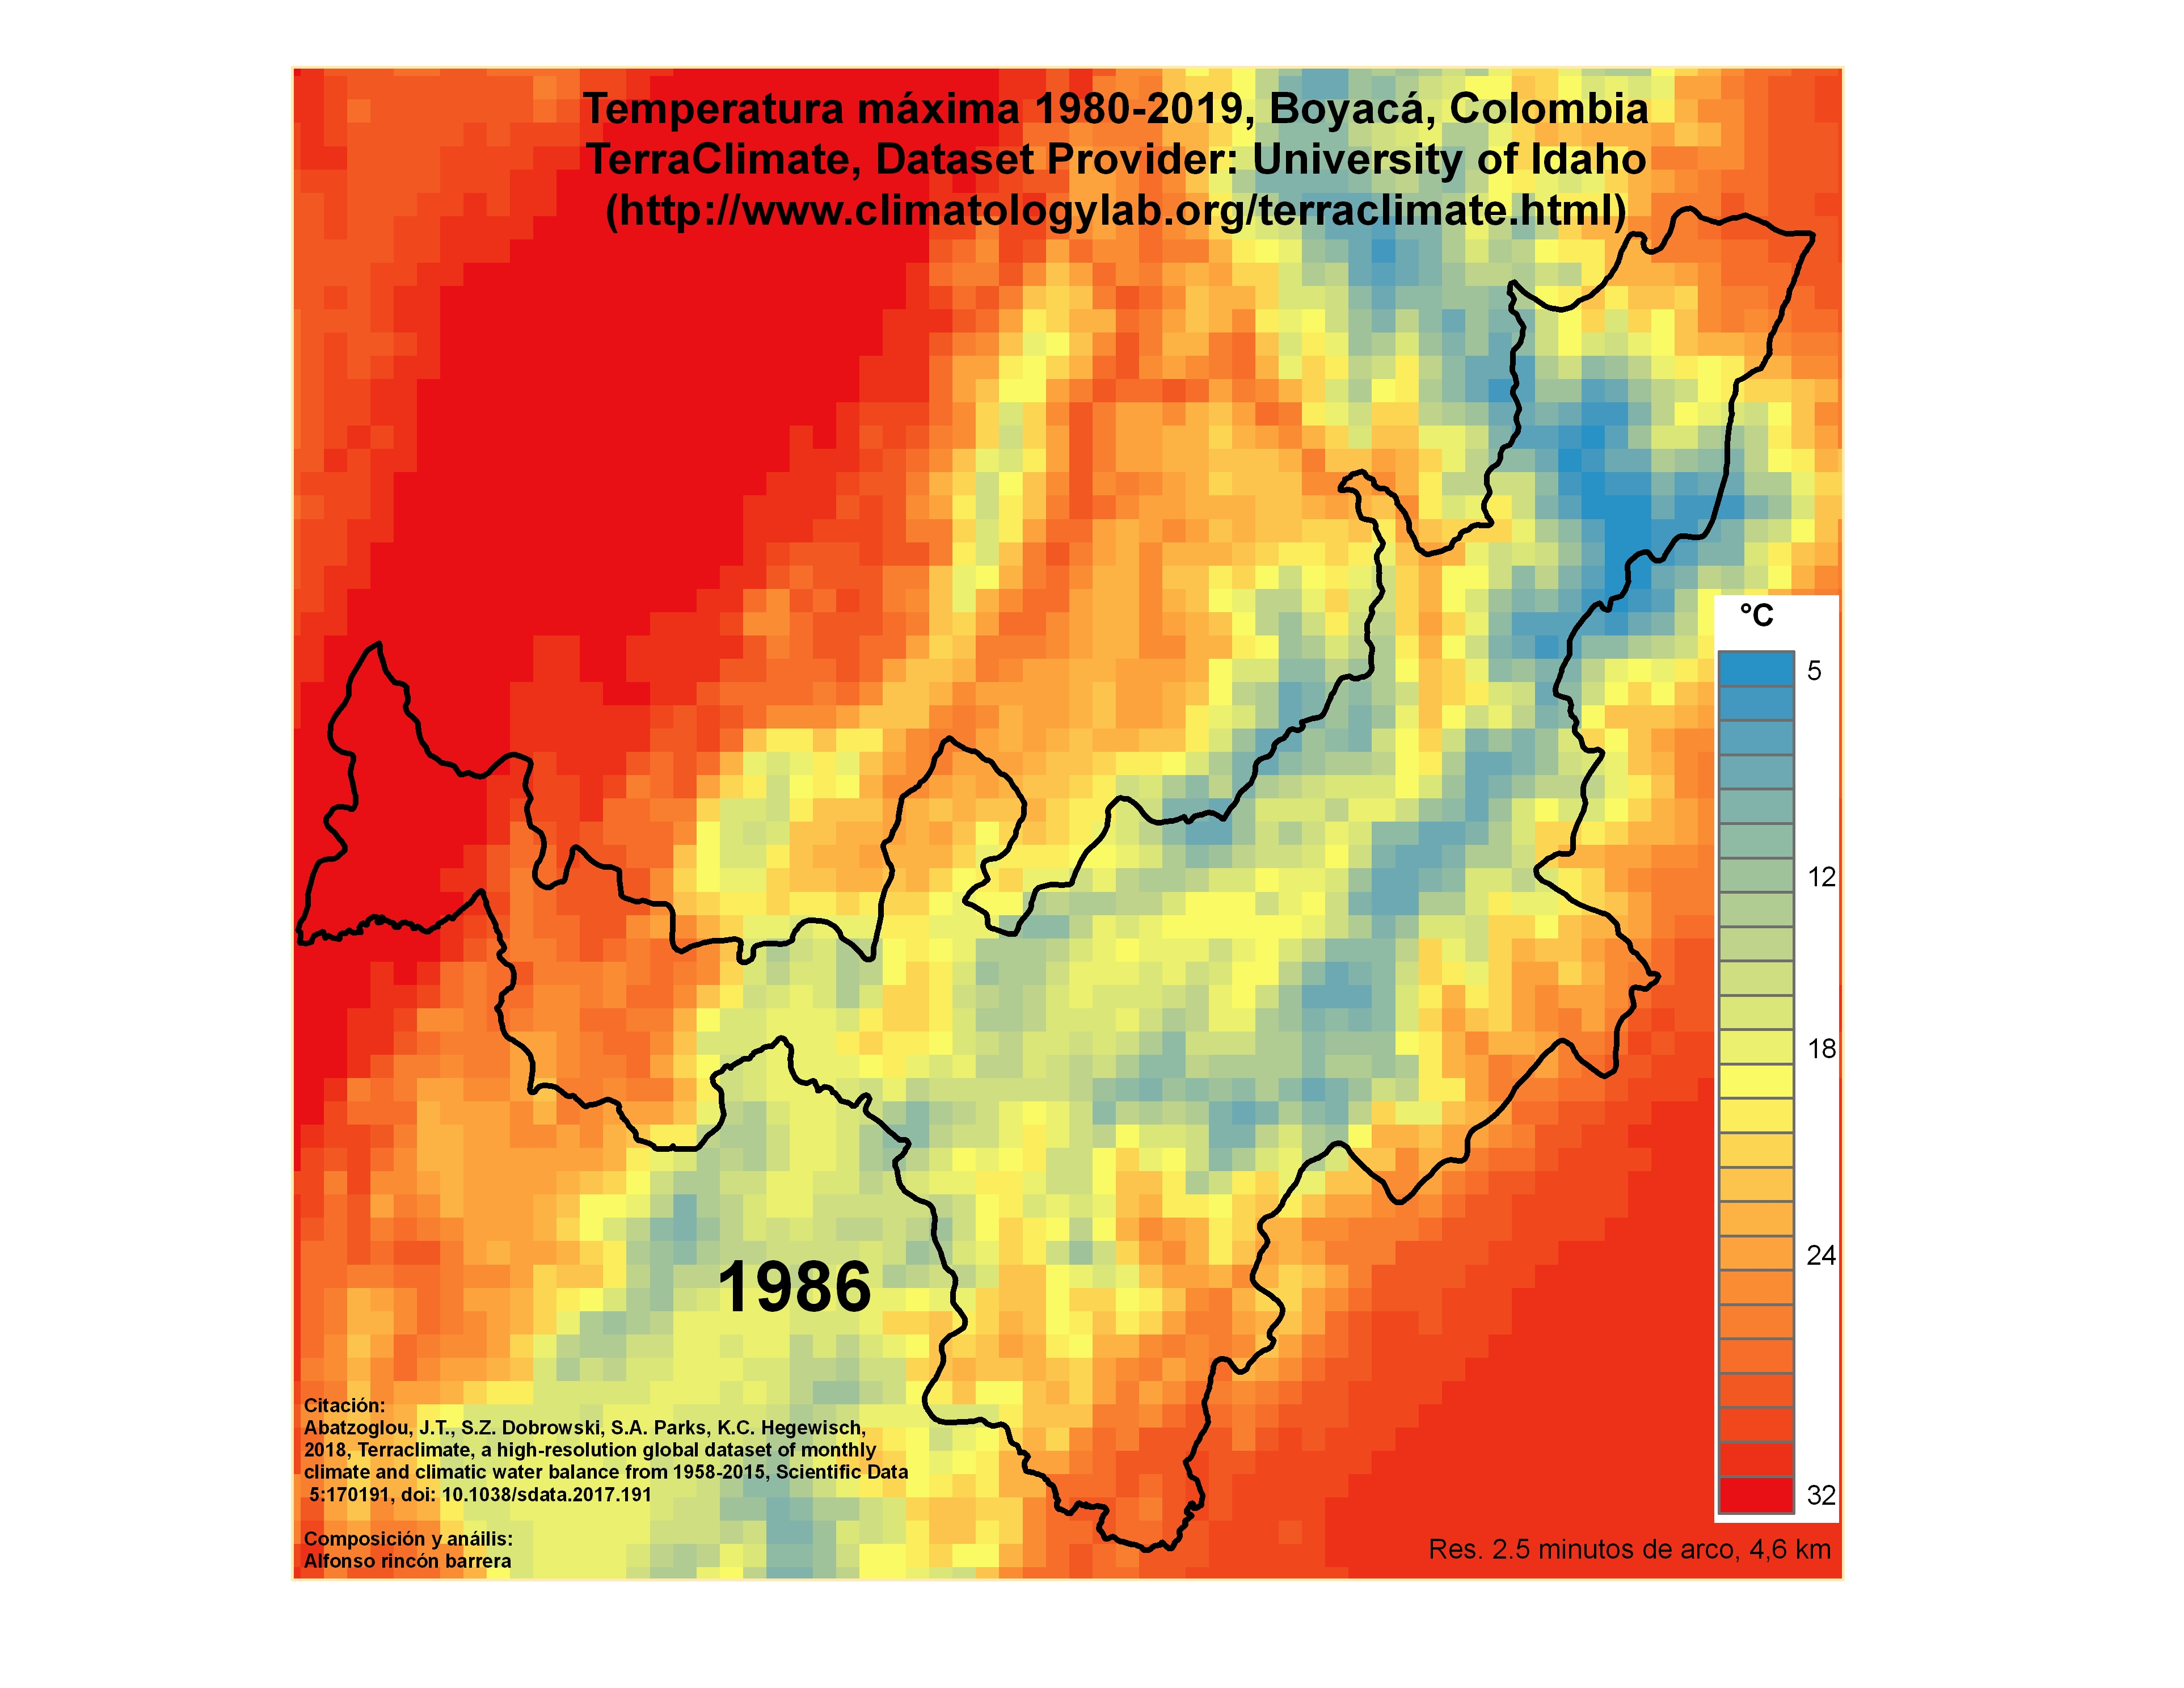 Temperatura máxima 1980-2019, Boyacá, Colombia
TerraClimate, Dataset Provider: University of Idaho
(http://www.climatologylab.org/terraclimate.html)
°C
5
12
18
24
32
1986
Citación:
Abatzoglou, J.T., S.Z. Dobrowski, S.A. Parks, K.C. Hegewisch,
2018, Terraclimate, a high-resolution global dataset of monthly
climate and climatic water balance from 1958-2015, Scientific Data
5:170191, doi: 10.1038/sdata.2017.191
Composición y anáilis:
Alfonso rincón barrera
Res. 2.5 minutos de arco, 4,6 km